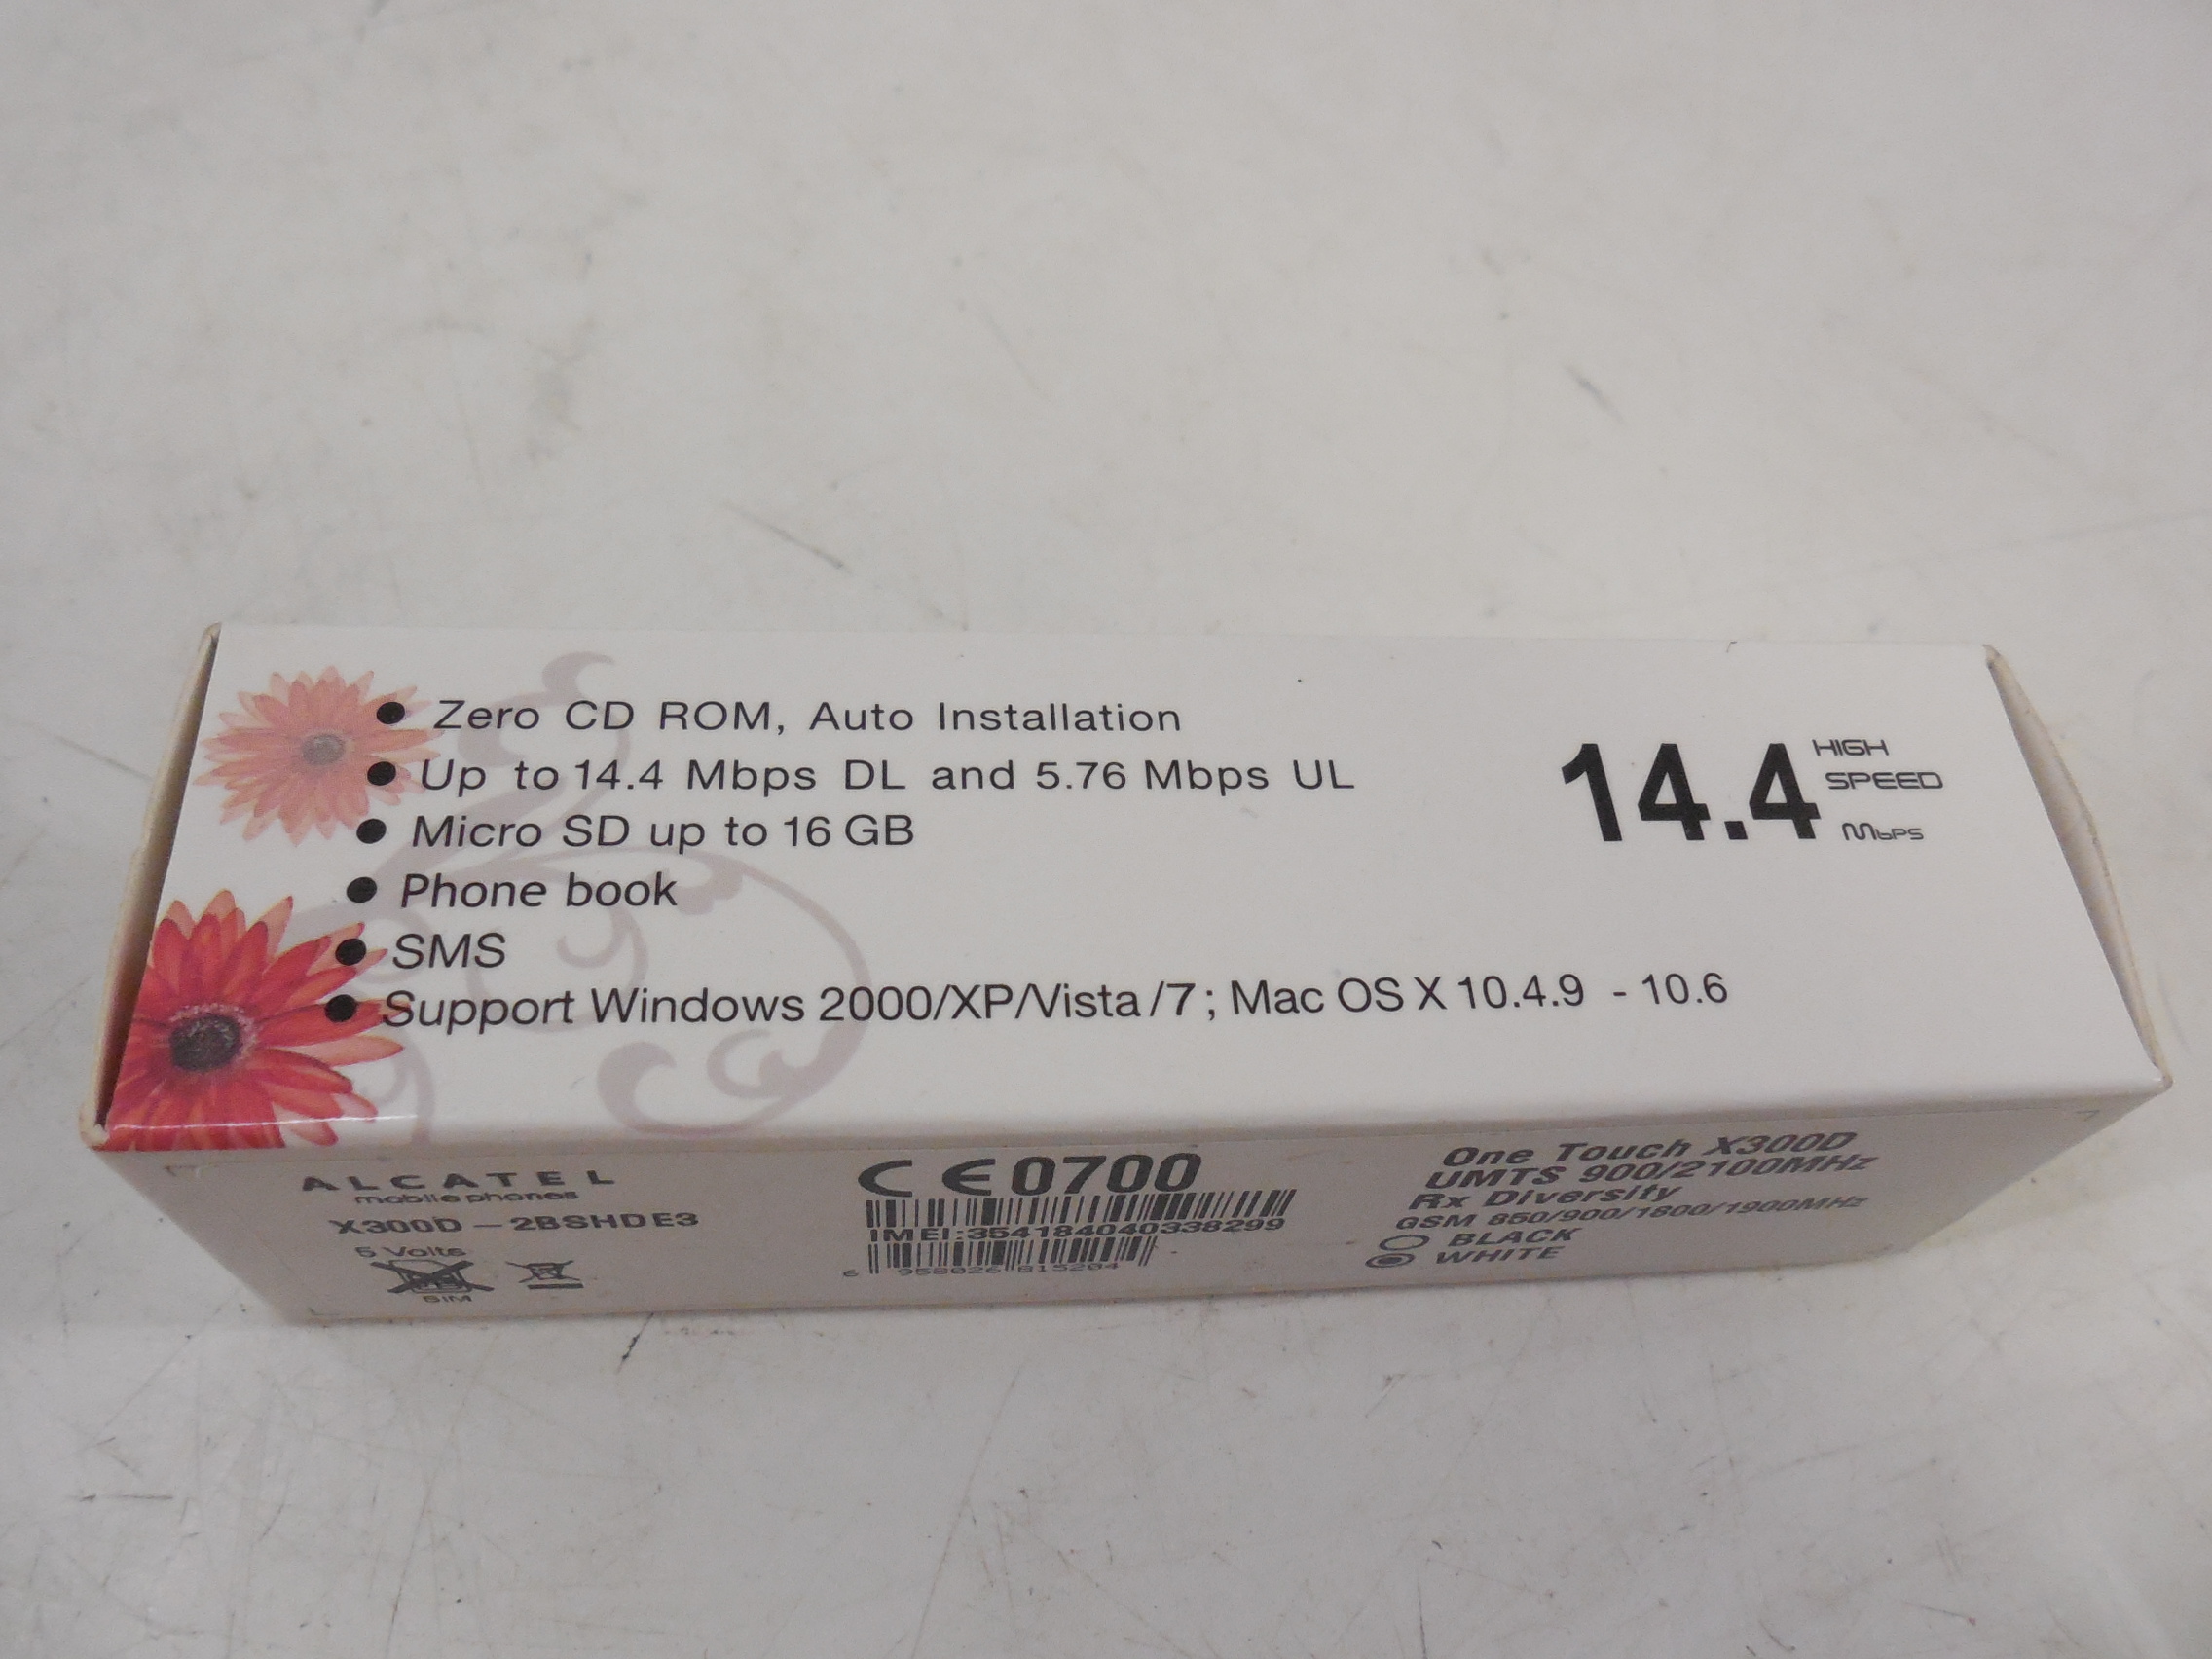 Zero CD ROM, Auto Installation
Up to 14.4 Mbps DL and 5.76 Mbps UL
Micro SD up to 16 GB
Phone book
SMS
Support Windows 2000/XP/Vista/7; Mac OS X 10.4.9 - 10.6
14.4 HIGH SPEED Mbps
ALCATEL
mobile phones
X300D - 2BSHDE3
5 Volts
SIM
CE0700
IMEI:354184040338299
6 958026 815204
One Touch X300D
UMTS 900/2100MHz
Rx Diversity
GSM 850/900/1800/1900MHz
BLACK
WHITE